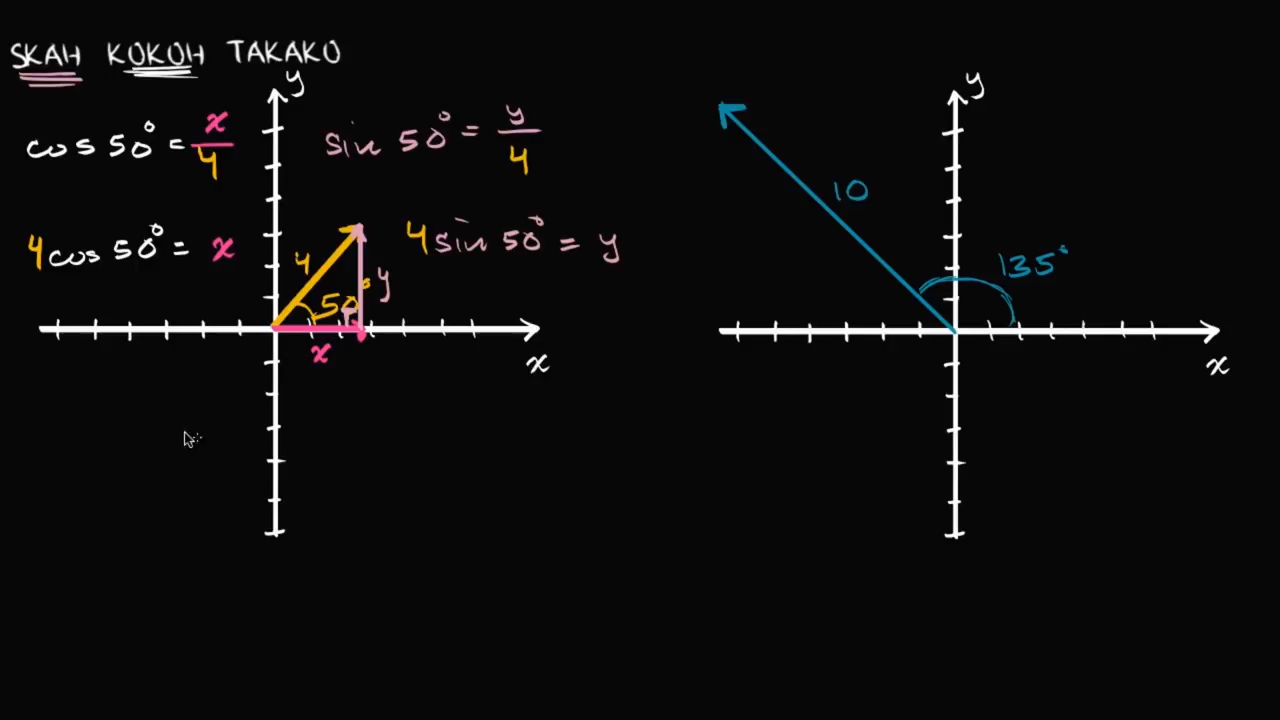 SKAH KOKOH TAKAKO
y
cos 50° = x/4
sin 50° = y/4
4 cos 50° = x
4 sin 50° = y
4
y
50°
x
x
y
10
135°
x